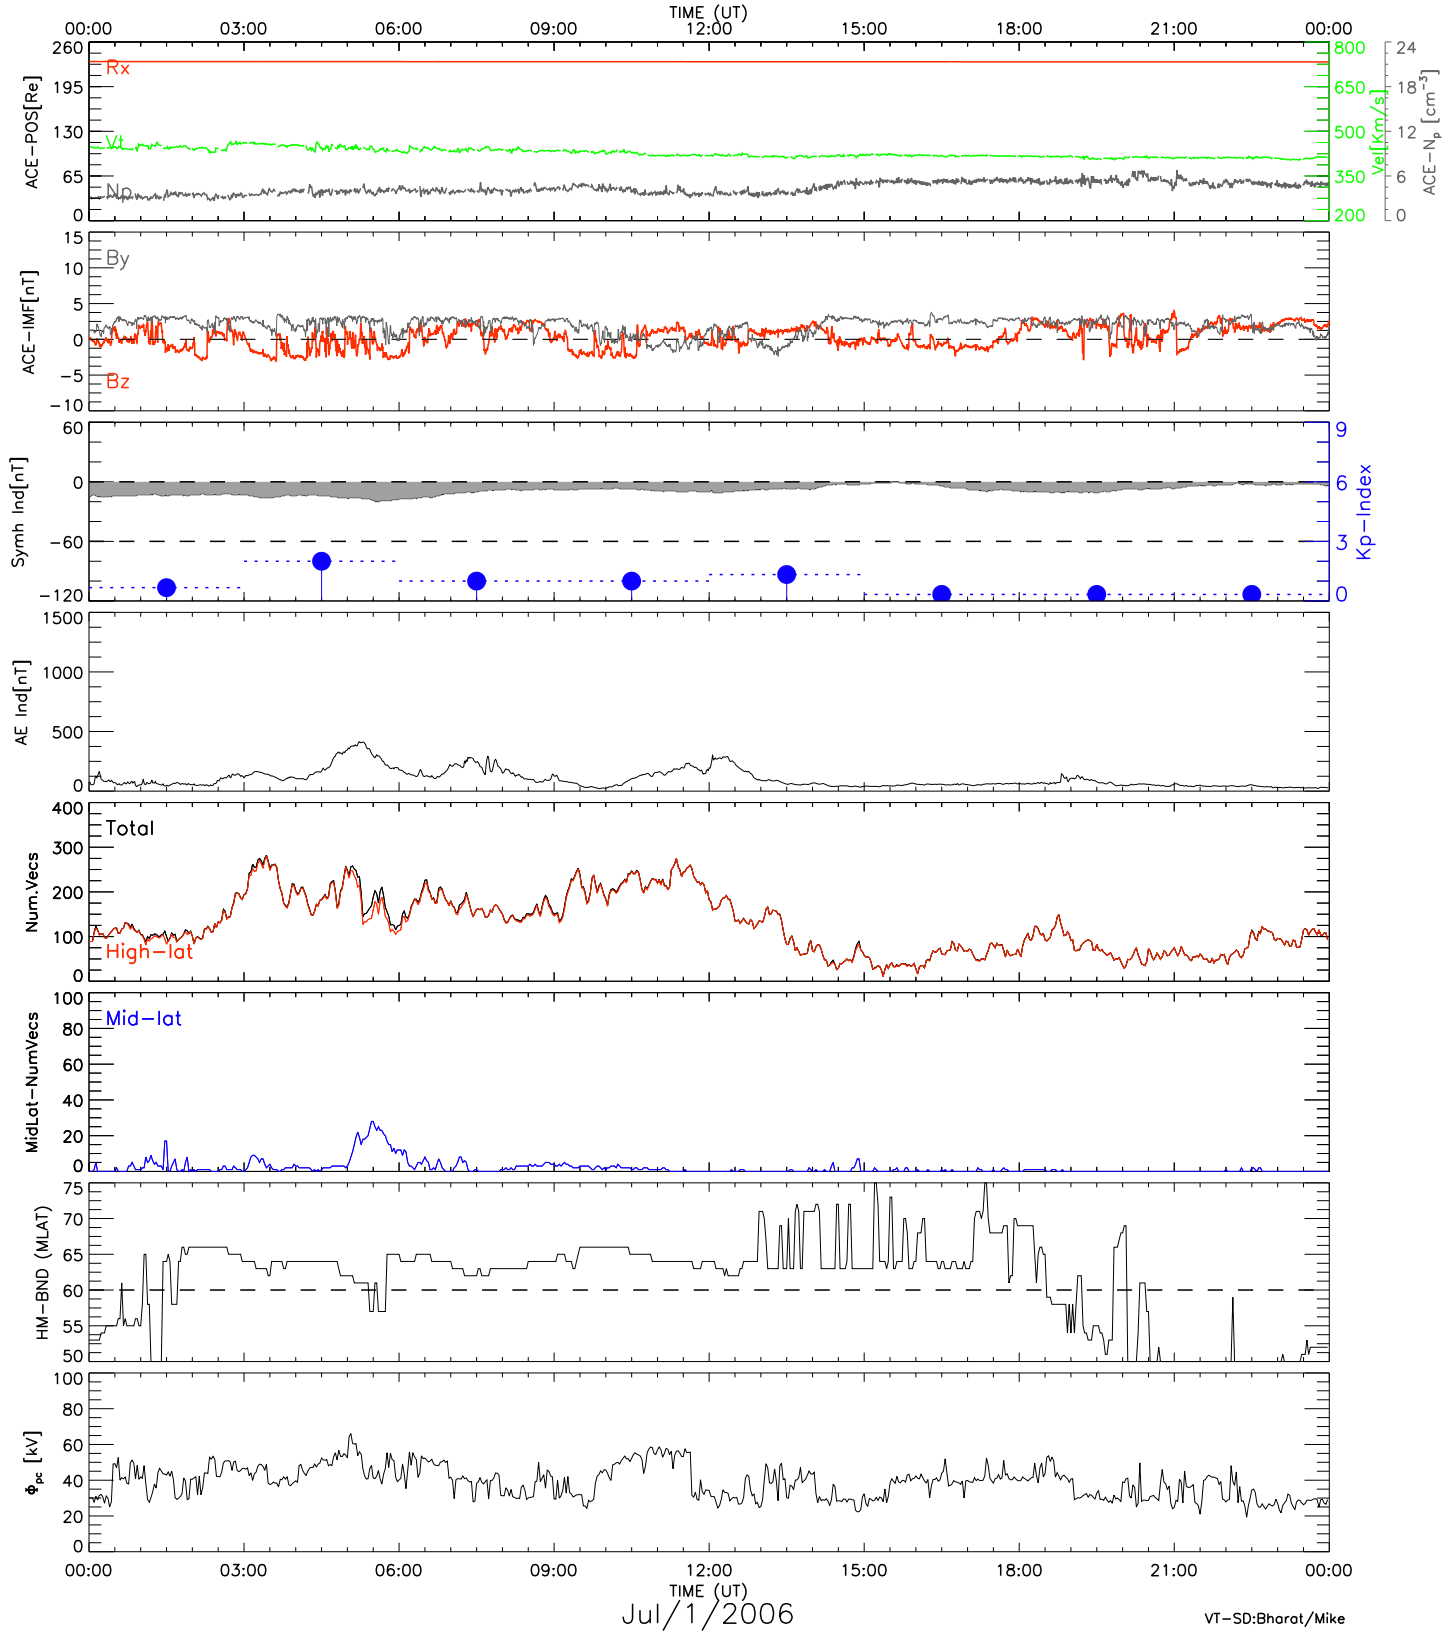 TIME (UT)
00:00 03:00 06:00 09:00 12:00 15:00 18:00 21:00 00:00
ACE-POS[Re]
260
195
130
65
0
Rx
Vt
Np
800
650
500
350
200
Vel[Km/s]
24
18
12
6
0
ACE-Np [cm-3]
ACE-IMF[nT]
15
10
5
0
-5
-10
By
Bz
Symh Ind[nT]
60
0
-60
-120
9
6
3
0
Kp-Index
AE Ind[nT]
1500
1000
500
0
Num.Vecs
400
300
200
100
0
Total
High-lat
MidLat-NumVecs
100
80
60
40
20
0
Mid-lat
HM-BND (MLAT)
75
70
65
60
55
50
Φpc [kV]
100
80
60
40
20
0
00:00 03:00 06:00 09:00 12:00 15:00 18:00 21:00 00:00
TIME (UT)
Jul/1/2006
VT-SD:Bharat/Mike